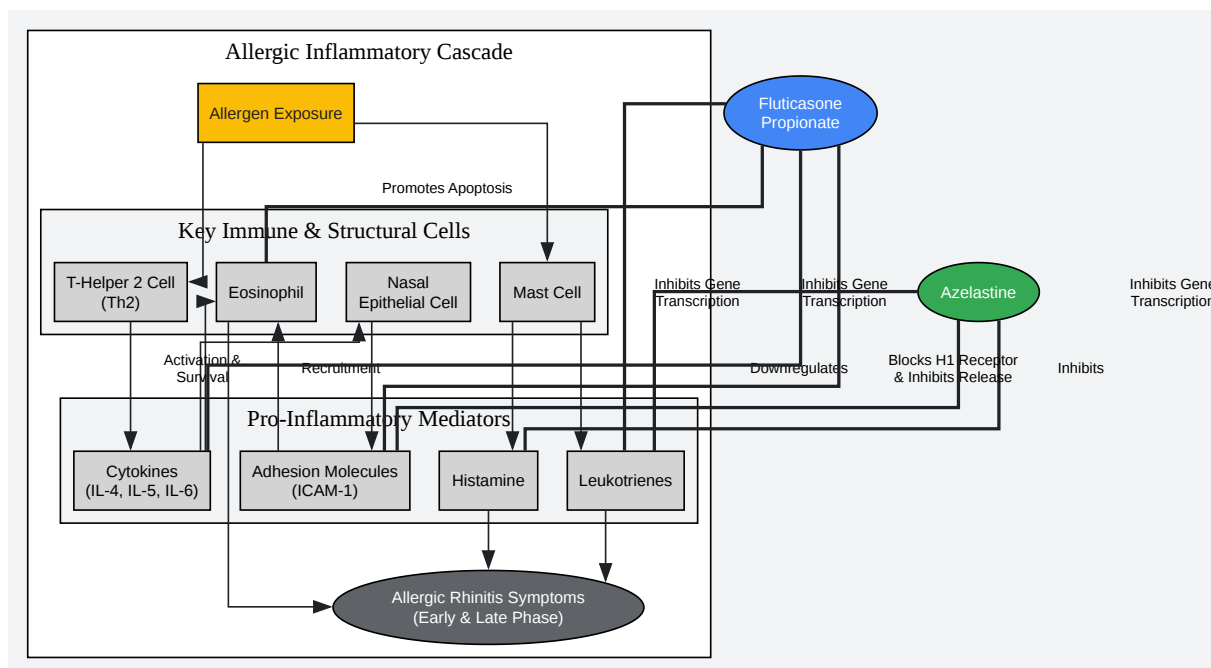 Allergic Inflammatory Cascade
Allergen Exposure
Fluticasone
Propionate
Promotes Apoptosis
Key Immune & Structural Cells
T-Helper 2 Cell
(Th2)
Eosinophil
Nasal
Epithelial Cell
Mast Cell
Inhibits Gene
Transcription
Inhibits Gene
Transcription
Azelastine
Inhibits Gene
Transcription
Activation &
Survival
Recruitment
Downregulates
Blocks H1 Receptor
& Inhibits Release
Inhibits
Pro-Inflammatory Mediators
Cytokines
(IL-4, IL-5, IL-6)
Adhesion Molecules
(ICAM-1)
Histamine
Leukotrienes
Allergic Rhinitis Symptoms
(Early & Late Phase)